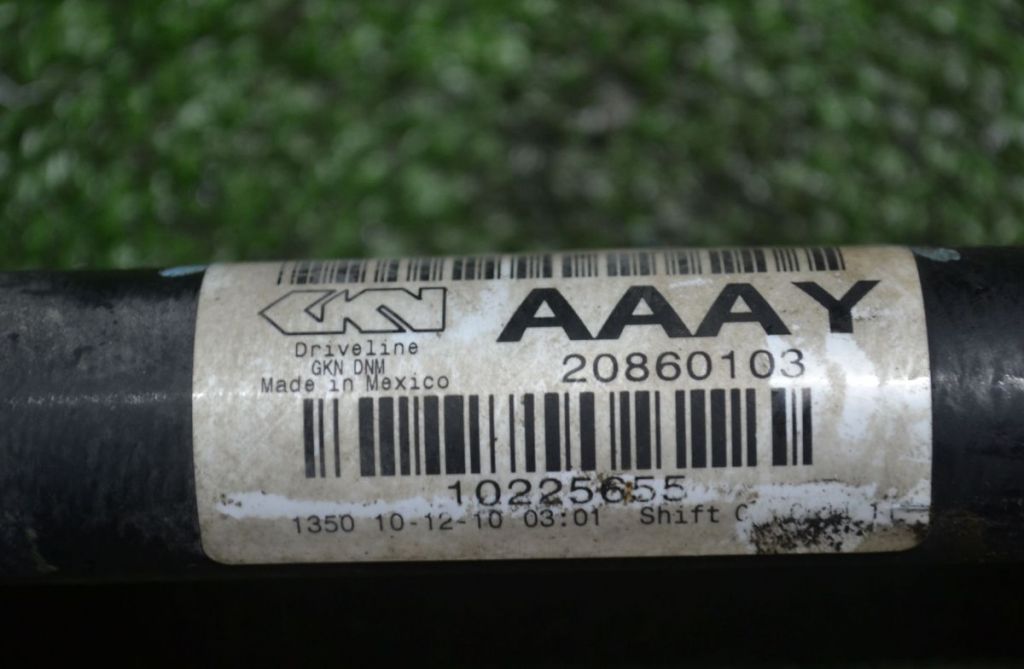 GKN
AAAY
Driveline
GKN DNM
Made in Mexico
20860103
10225655
1350 10-12-10 03:01 Shift